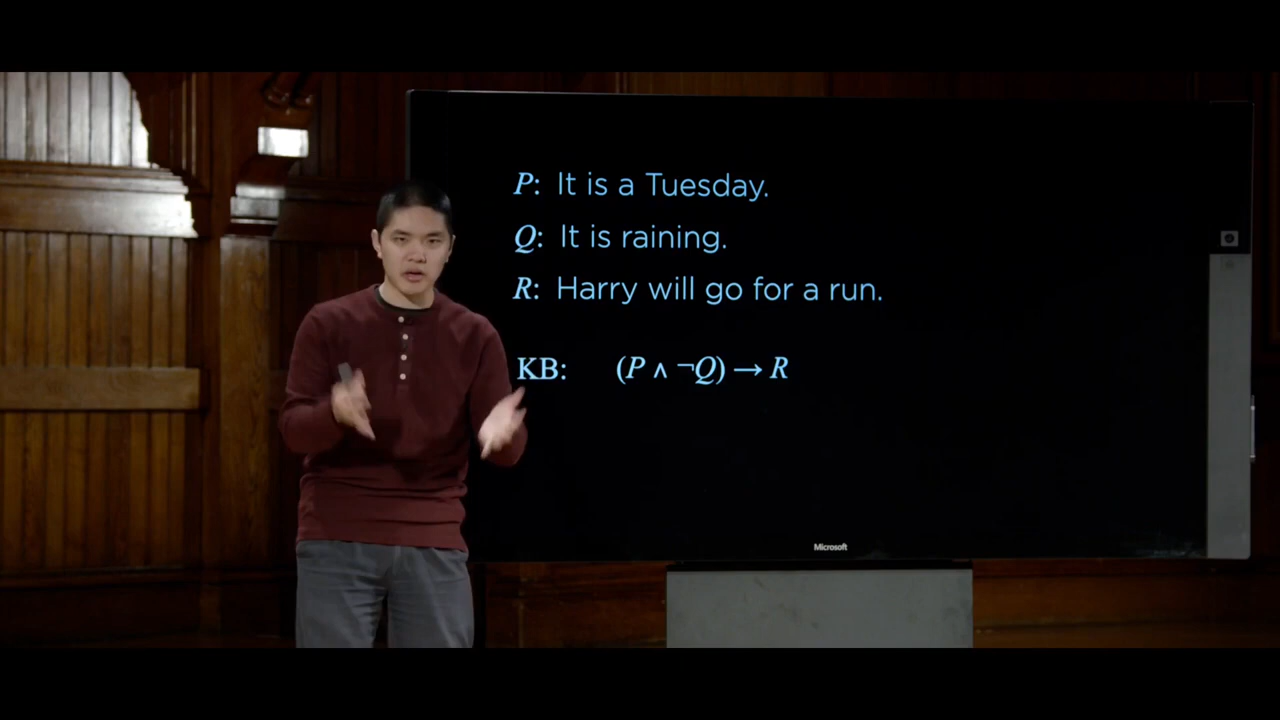 P: It is a Tuesday.
Q: It is raining.
R: Harry will go for a run.
KB: (P ∧ ¬Q) → R
Microsoft